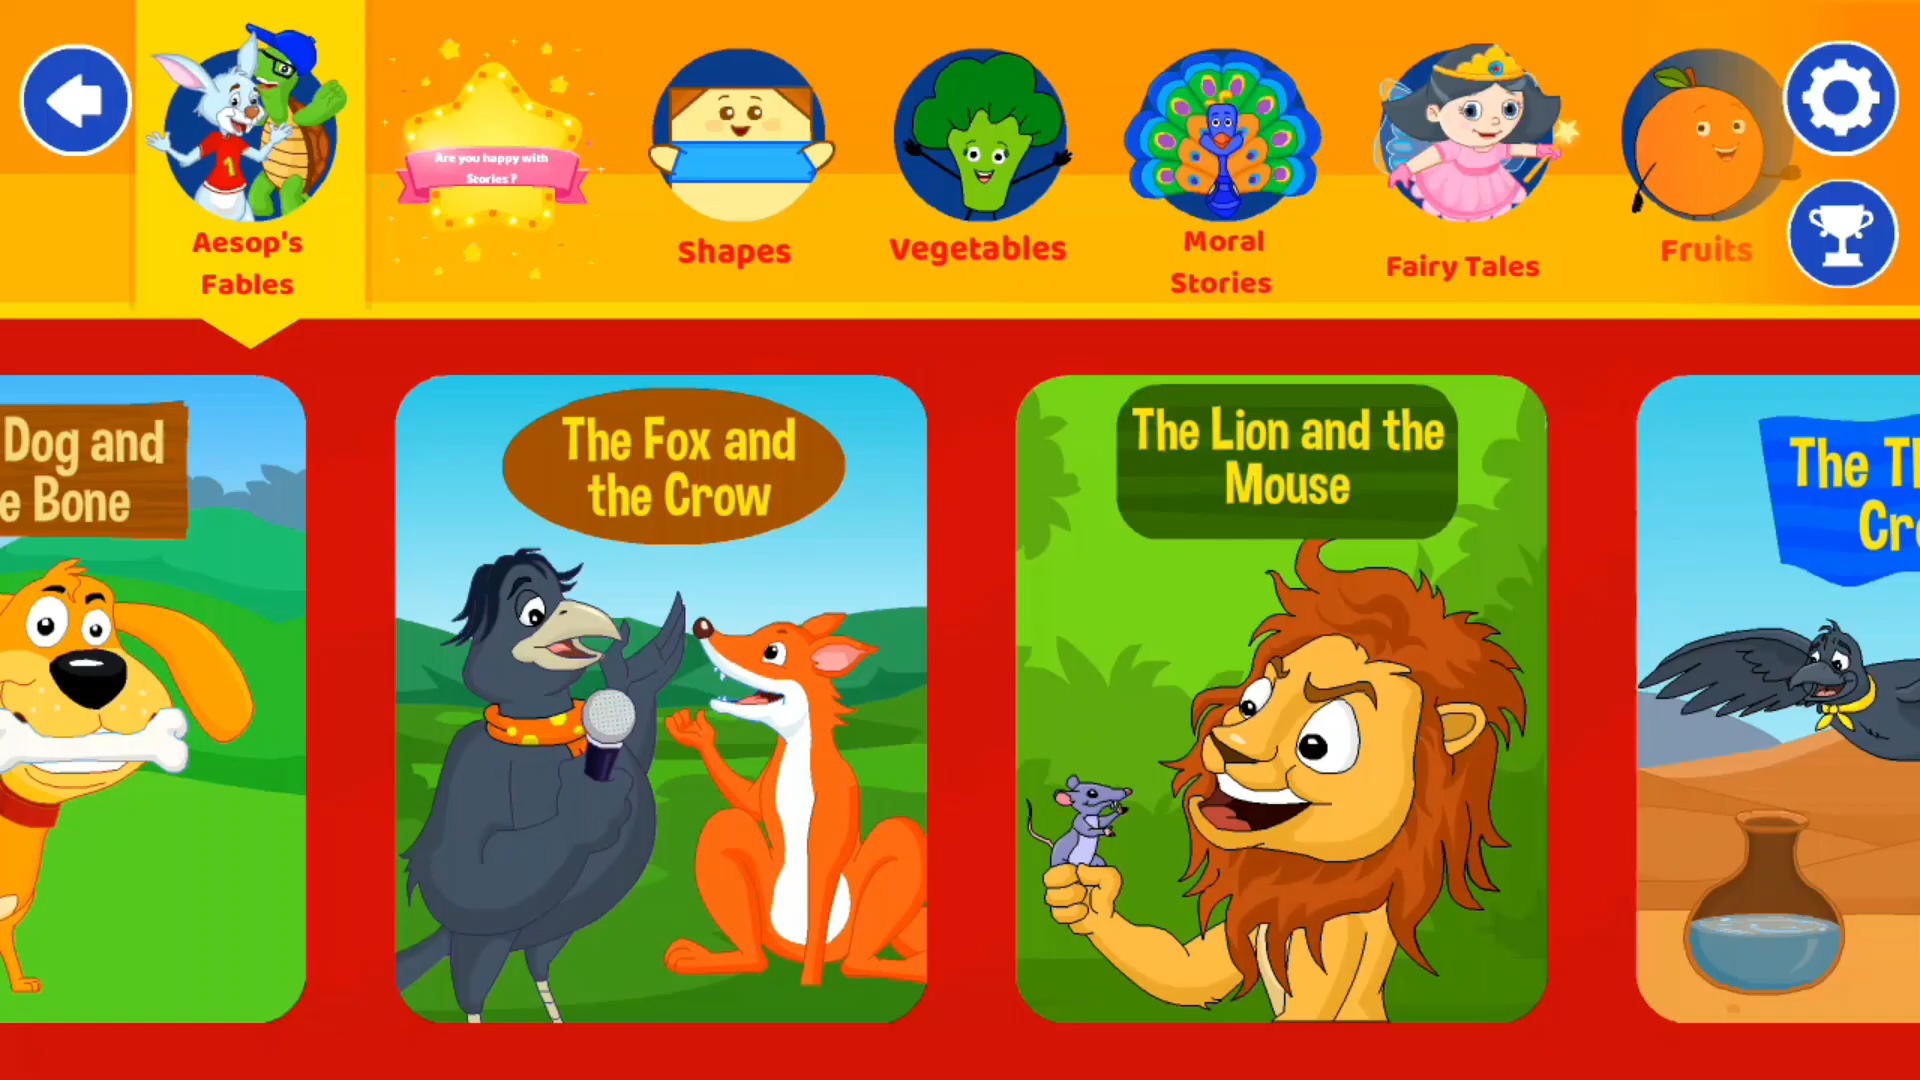 Aesop's
Fables
Are you happy with
Stories ?
Shapes
Vegetables
Moral
Stories
Fairy Tales
Fruits
1
Dog and
e Bone
The Fox and
the Crow
The Lion and the
Mouse
The